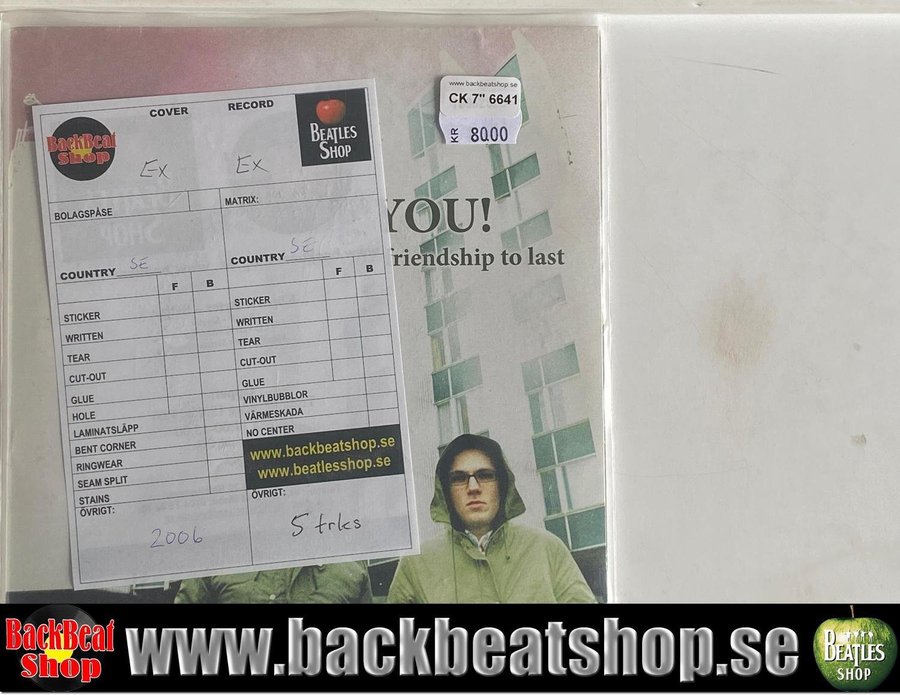 www.backbeatshop.se
CK 7" 6641
KR 8000
COVER RECORD
BackBeat
Shop
BEATLES
SHOP
Ex Ex
BOLAGSPÅSE
MATRIX:
COUNTRY SE
COUNTRY SE
F B
STICKER
WRITTEN
TEAR
CUT-OUT
GLUE
HOLE
LAMINATSLÄPP
BENT CORNER
RINGWEAR
SEAM SPLIT
STAINS
ÖVRIGT:
2006
F B
STICKER
WRITTEN
TEAR
CUT-OUT
GLUE
VINYLBUBBLOR
VÄRMESKADA
NO CENTER
www.backbeatshop.se
www.beatlesshop.se
ÖVRIGT:
5 trks
YOU!
friendship to last
BackBeat
Shop
www.backbeatshop.se
BEATLES
SHOP